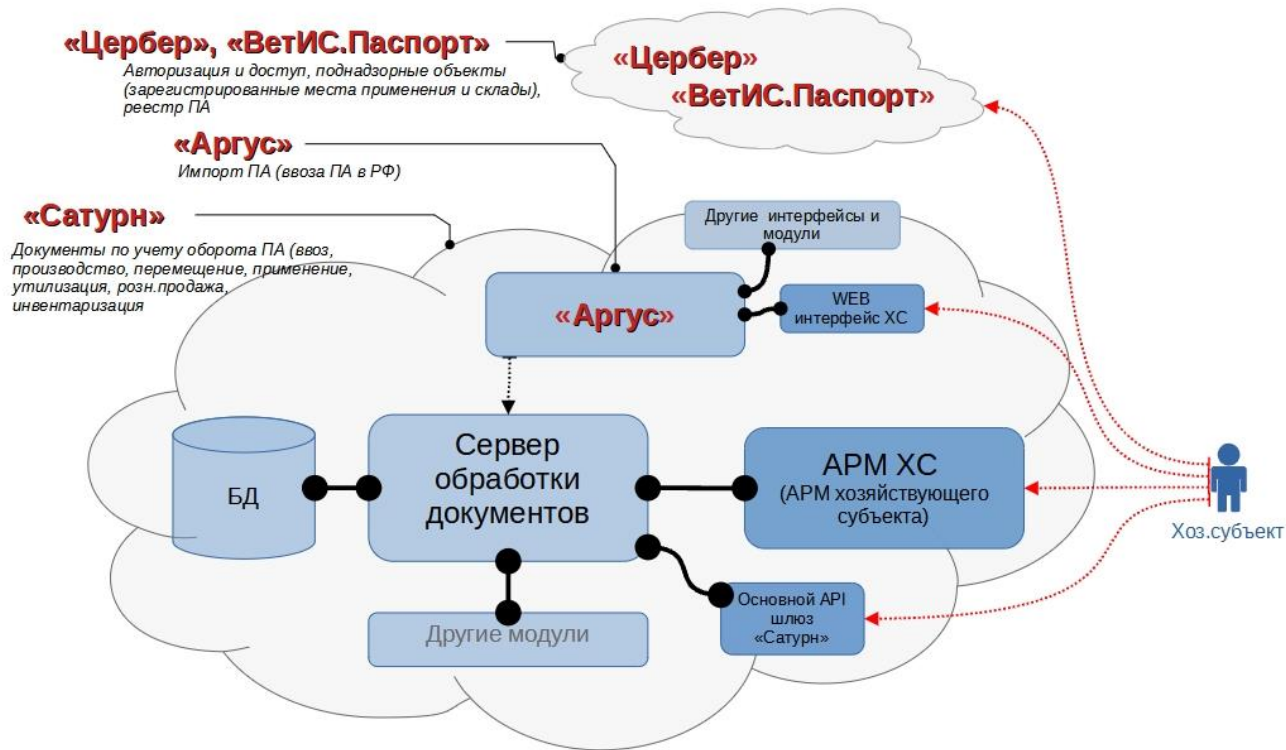 «Цербер», «ВетИС.Паспорт»
Авторизация и доступ, поднадзорные объекты
(зарегистрированные места применения и склады),
реестр ПА
«Цербер»
«ВетИС.Паспорт»
«Аргус»
Импорт ПА (ввоза ПА в РФ)
«Сатурн»
Документы по учету оборота ПА (ввоз,
производство, перемещение, применение,
утилизация, розн.продажа,
инвентаризация
Другие интерфейсы и
модули
«Аргус»
WEB
интерфейс ХС
БД
Сервер
обработки
документов
АРМ ХС
(АРМ хозяйствующего
субъекта)
Хоз.субъект
Основной API
шлюз
«Сатурн»
Другие модули